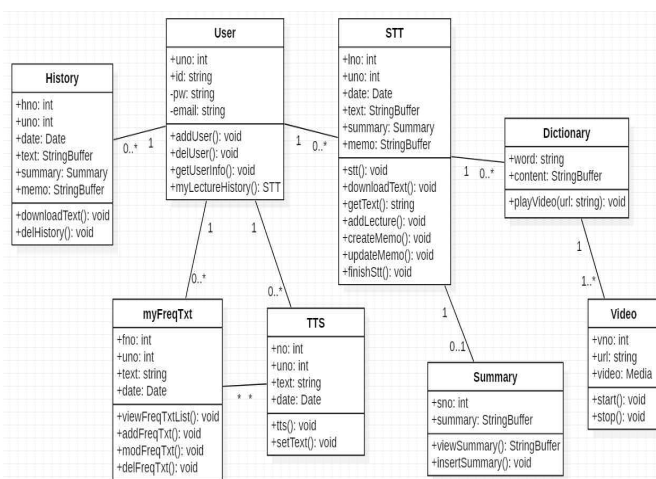 User
+uno: int
+id: string
-pw: string
-email: string
+addUser(): void
+delUser(): void
+getUserInfo(): void
+myLectureHistory(): STT
STT
+lno: int
+uno: int
+date: Date
+text: StringBuffer
+summary: Summary
+memo: StringBuffer
+stt(): void
+downloadText(): void
+getText(): string
+addLecture(): void
+createMemo(): void
+updateMemo(): void
+finishStt(): void
History
+hno: int
+uno: int
+date: Date
+text: StringBuffer
+summary: Summary
+memo: StringBuffer
+downloadText(): void
+delHistory(): void
Dictionary
+word: string
+content: StringBuffer
+playVideo(url: string): void
0..* 1
1 0..*
1 0..*
1
0..*
1
0..*
1
1..*
1
0..1
myFreqTxt
+fno: int
+uno: int
+text: string
+date: Date
+viewFreqTxtList(): void
+addFreqTxt(): void
+modFreqTxt(): void
+delFreqTxt(): void
* *
TTS
+no: int
+uno: int
+text: string
+date: Date
+tts(): void
+setText(): void
Summary
+sno: int
+summary: StringBuffer
+viewSummary(): StringBuffer
+insertSummary(): void
Video
+vno: int
+url: string
+video: Media
+start(): void
+stop(): void